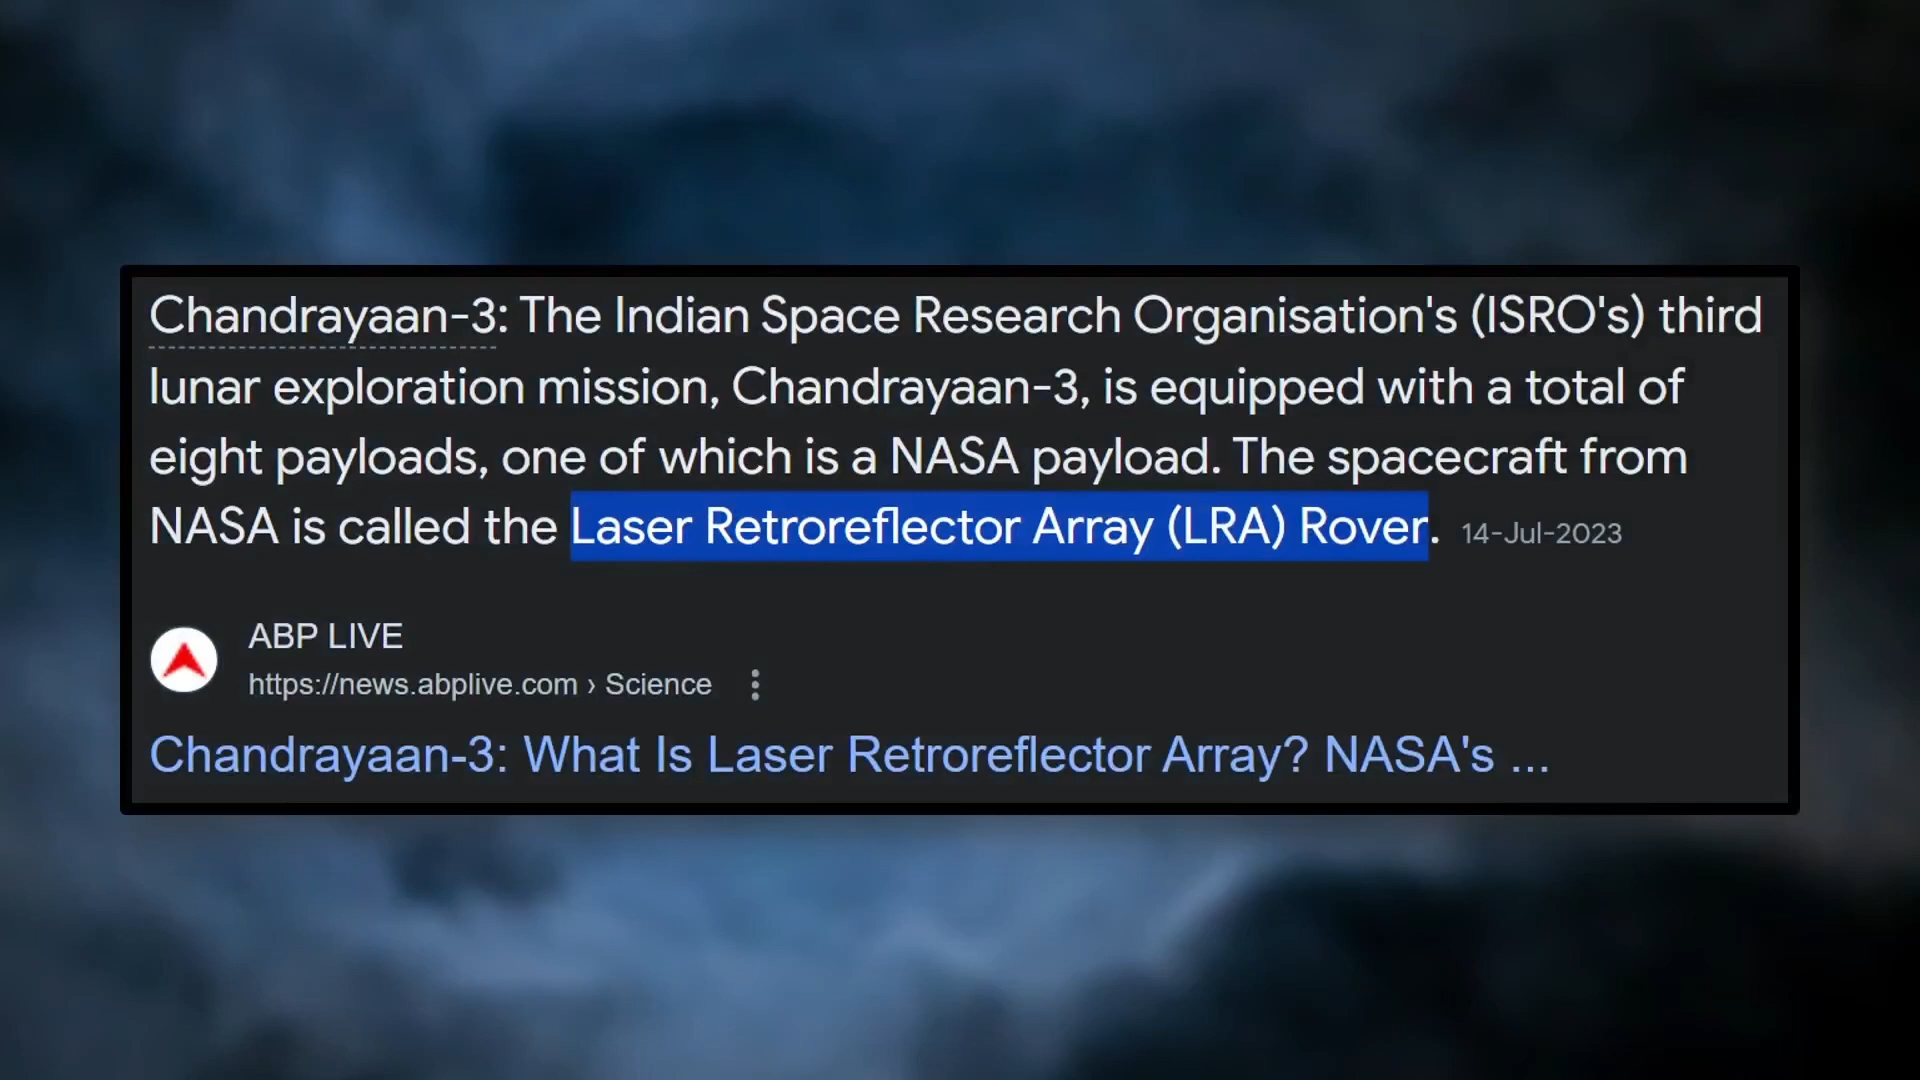 Chandrayaan-3: The Indian Space Research Organisation's (ISRO's) third
lunar exploration mission, Chandrayaan-3, is equipped with a total of
eight payloads, one of which is a NASA payload. The spacecraft from
NASA is called the Laser Retroreflector Array (LRA) Rover. 14-Jul-2023
ABP LIVE
https://news.abplive.com › Science
Chandrayaan-3: What Is Laser Retroreflector Array? NASA's ...